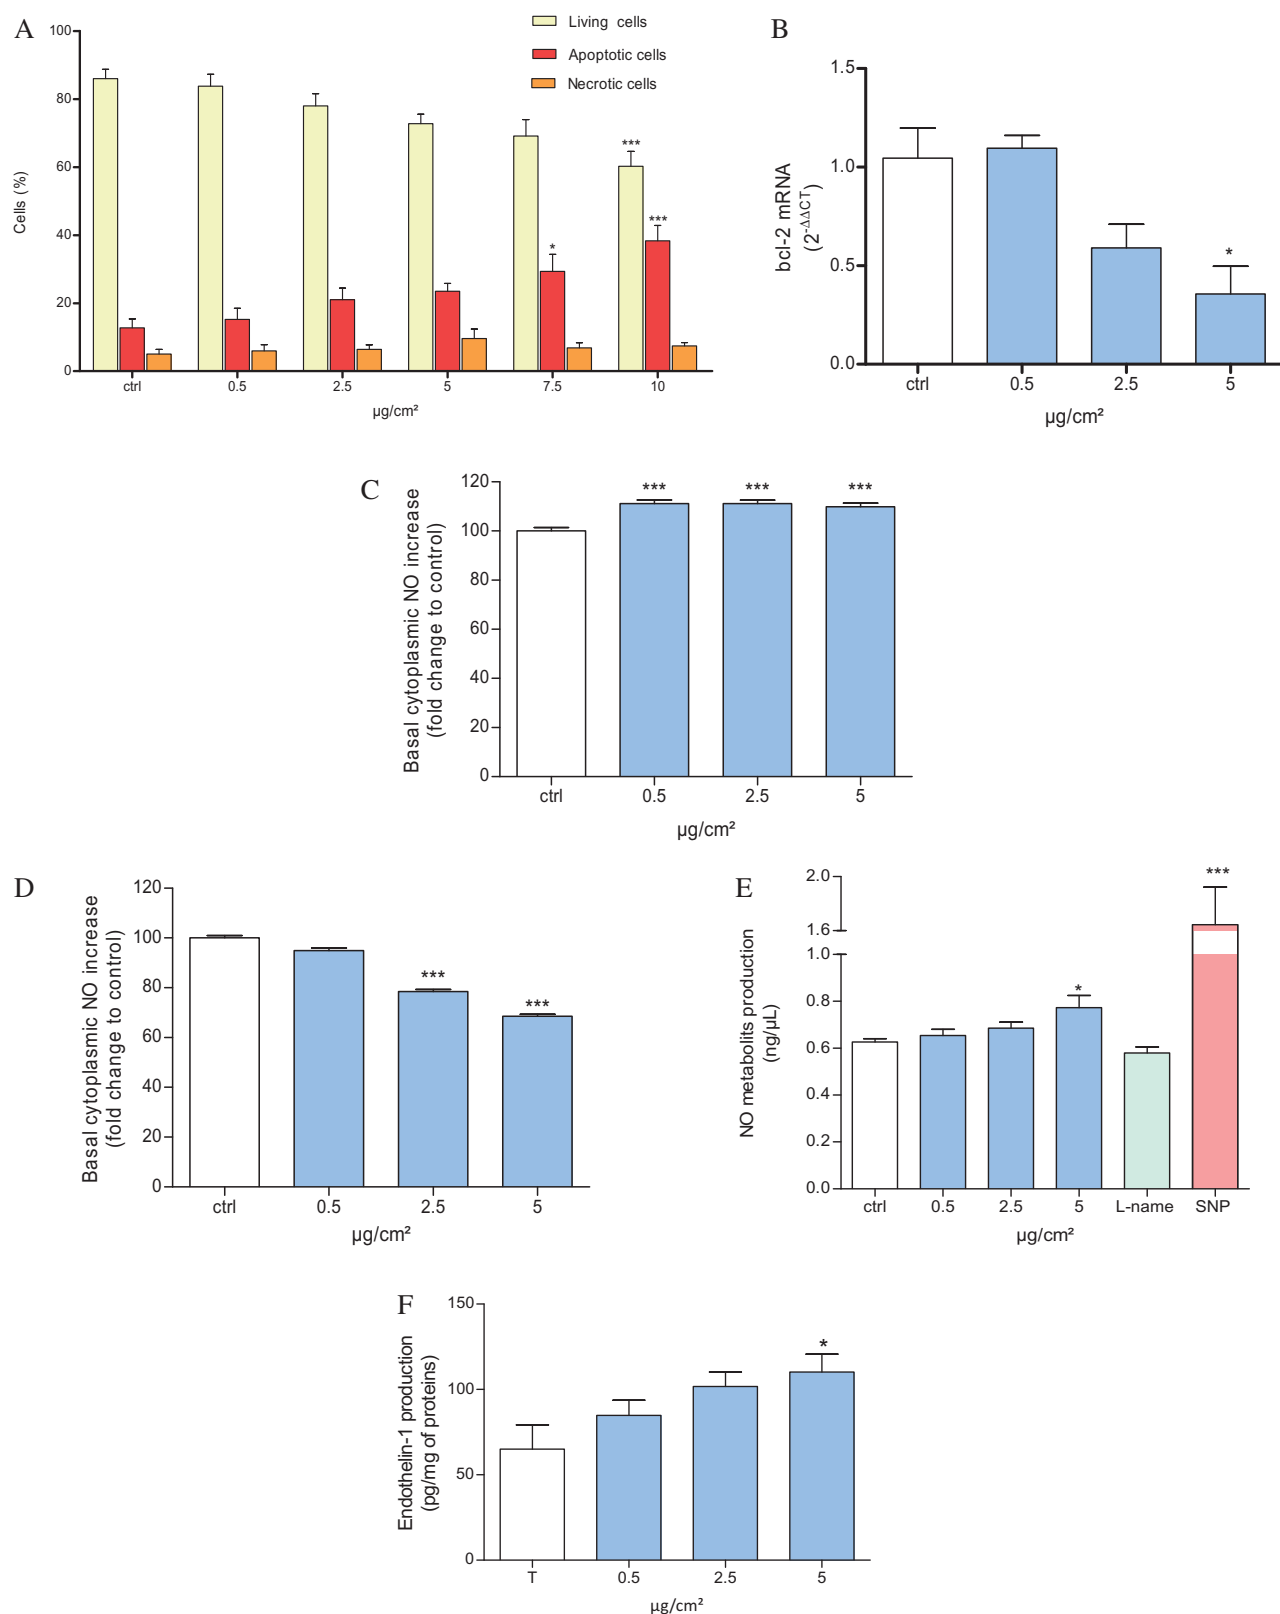 A
Living cells
Apoptotic cells
Necrotic cells
Cells (%)
100
80
60
40
20
0
***
***
*
ctrl 0.5 2.5 5 7.5 10
µg/cm²
B
bcl-2 mRNA
(2^-ΔΔCT)
1.5
1.0
0.5
0.0
*
ctrl 0.5 2.5 5
µg/cm²
C
Basal cytoplasmic NO increase
(fold change to control)
120
100
80
60
40
20
0
*** *** ***
ctrl 0.5 2.5 5
µg/cm²
D
Basal cytoplasmic NO increase
(fold change to control)
120
100
80
60
40
20
0
***
***
ctrl 0.5 2.5 5
µg/cm²
E
NO metabolits production
(ng/µL)
2.0
1.6
1.0
0.8
0.6
0.4
0.2
0.0
***
*
ctrl 0.5 2.5 5 L-name SNP
µg/cm²
F
Endothelin-1 production
(pg/mg of proteins)
150
100
50
0
*
T 0.5 2.5 5
µg/cm²